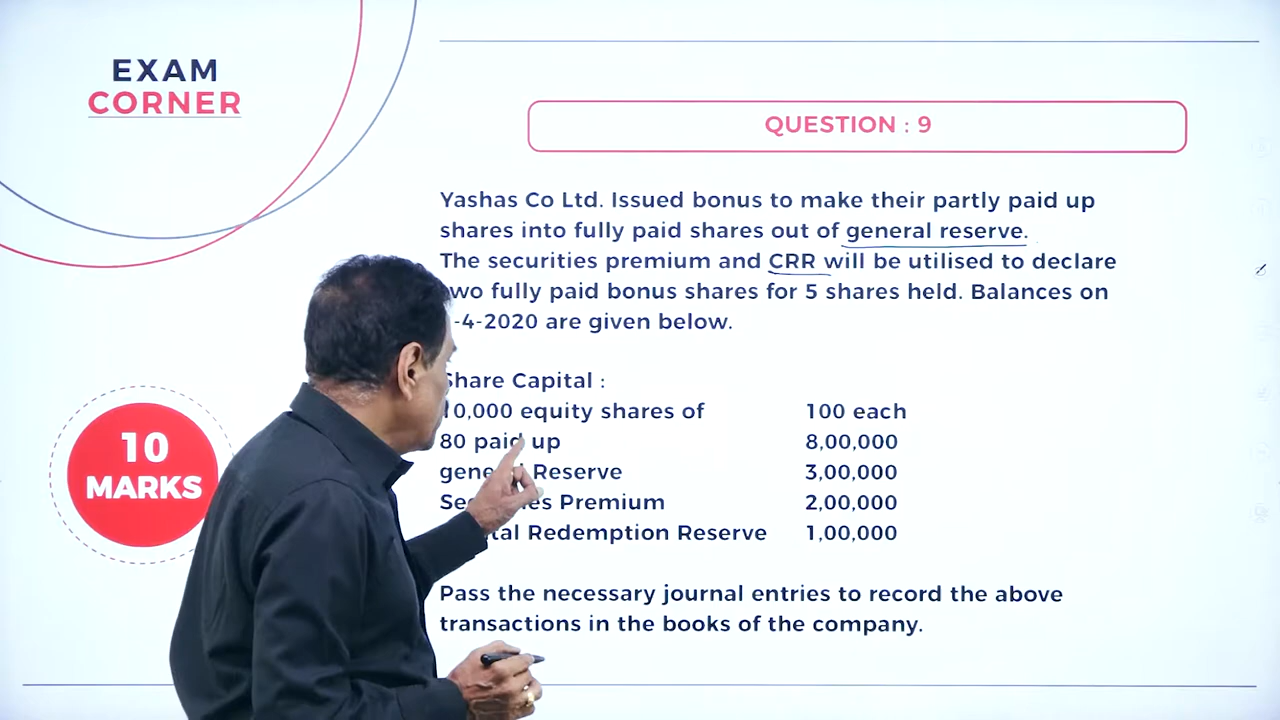 EXAM
CORNER
QUESTION : 9
Yashas Co Ltd. Issued bonus to make their partly paid up
shares into fully paid shares out of general reserve.
The securities premium and CRR will be utilised to declare
fully paid bonus shares for 5 shares held. Balances on
-4-2020 are given below.
Share Capital :
10,000 equity shares of 100 each
80 paid up 8,00,000
Reserve 3,00,000
Premium 2,00,000
Redemption Reserve 1,00,000
10
MARKS
Pass the necessary journal entries to record the above
transactions in the books of the company.